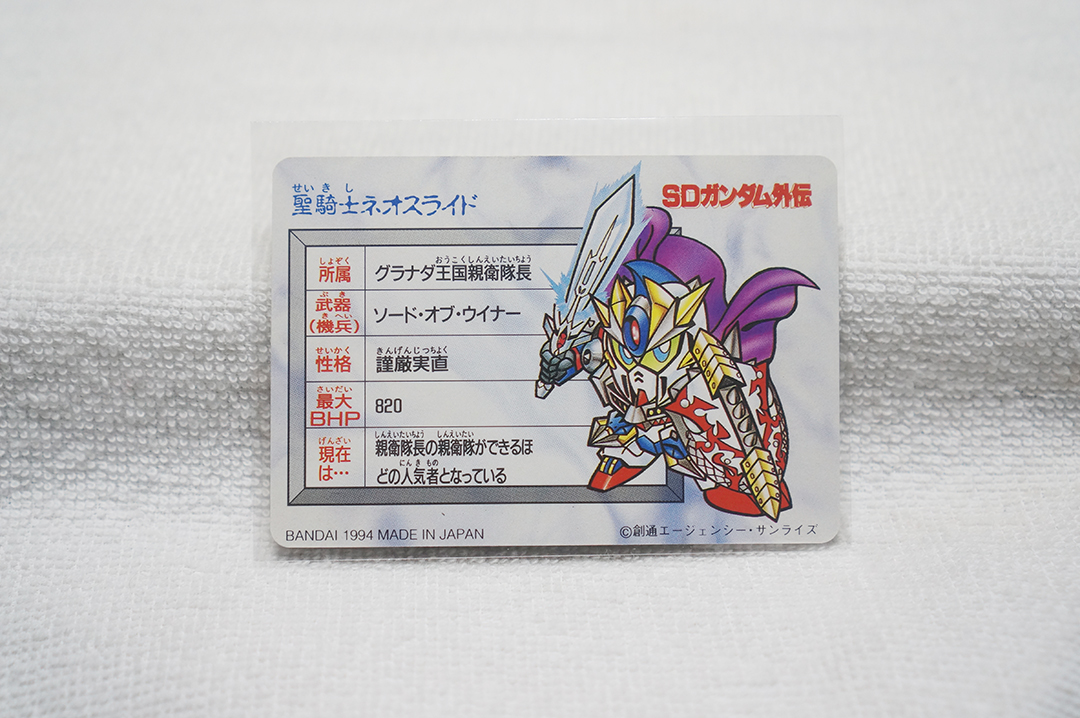 せいきし
聖騎士ネオスライド
SDガンダム外伝
しょぞく
所属
おうこくしんえいたいちょう
グラナダ王国親衛隊長
ぶき
武器
きへい
(機兵)
ソード・オブ・ウイナー
せいかく
性格
きんげんじっちょく
謹厳実直
さいだい
最大
BHP
820
げんざい
現在
は…
しんえいたいちょう しんえいたい
親衛隊長の親衛隊ができるほ
にんきもの
どの人気者となっている
BANDAI 1994 MADE IN JAPAN
©創通エージェンシー・サンライズ